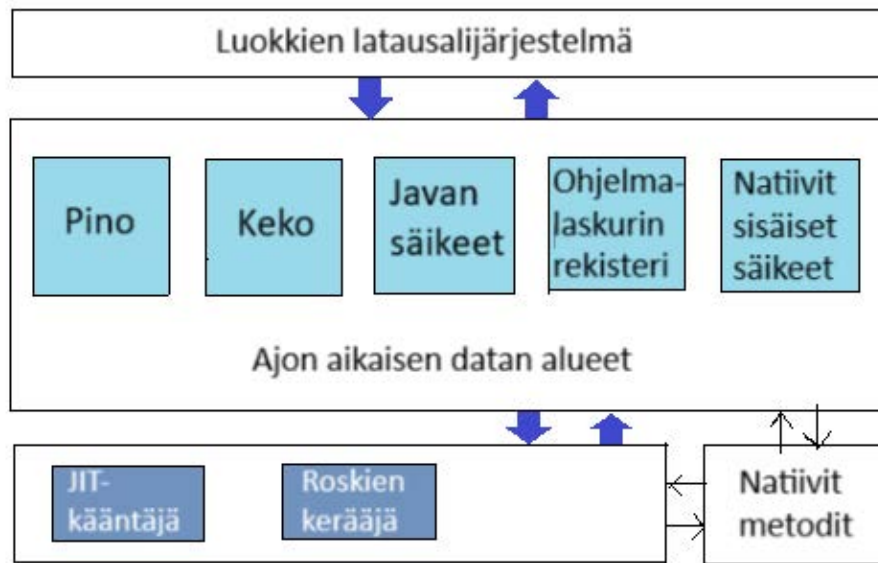 Luokkien latausalijärjestelmä
Pino
Keko
Javan
säikeet
Ohjelma-
laskurin
rekisteri
Natiivit
sisäiset
säikeet
Ajon aikaisen datan alueet
JIT-
kääntäjä
Roskien
kerääjä
Natiivit
metodit